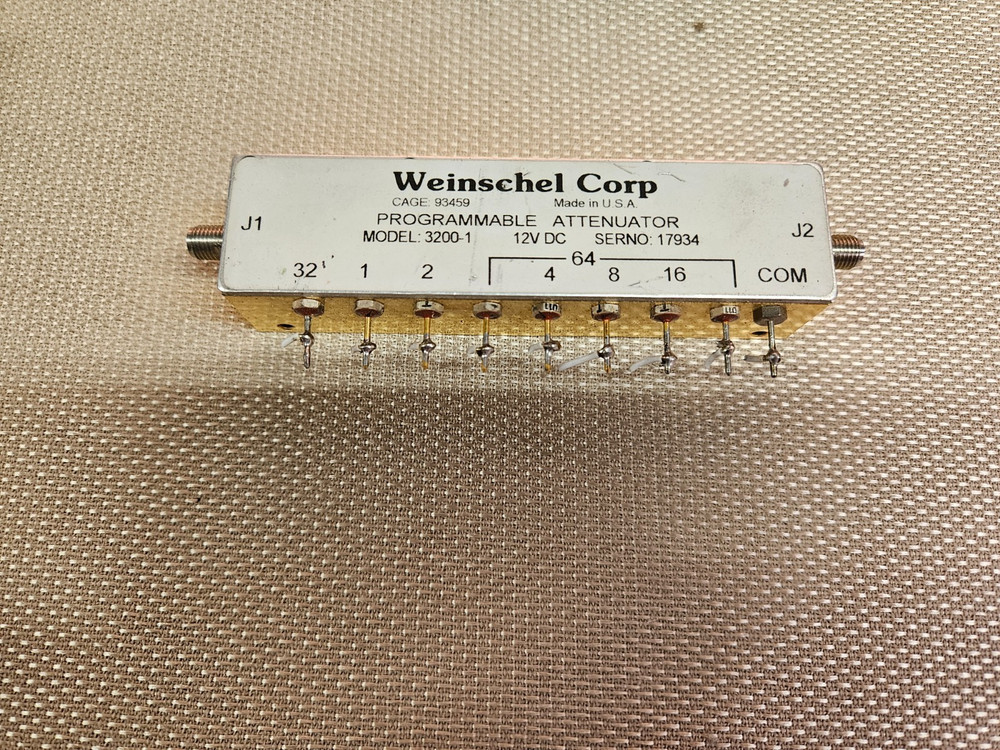 Weinschel Corp
CAGE: 93459 Made in U.S.A.
PROGRAMMABLE ATTENUATOR
MODEL: 3200-1 12V DC SERNO: 17934
J1
J2
64
32 1 2 4 8 16 COM